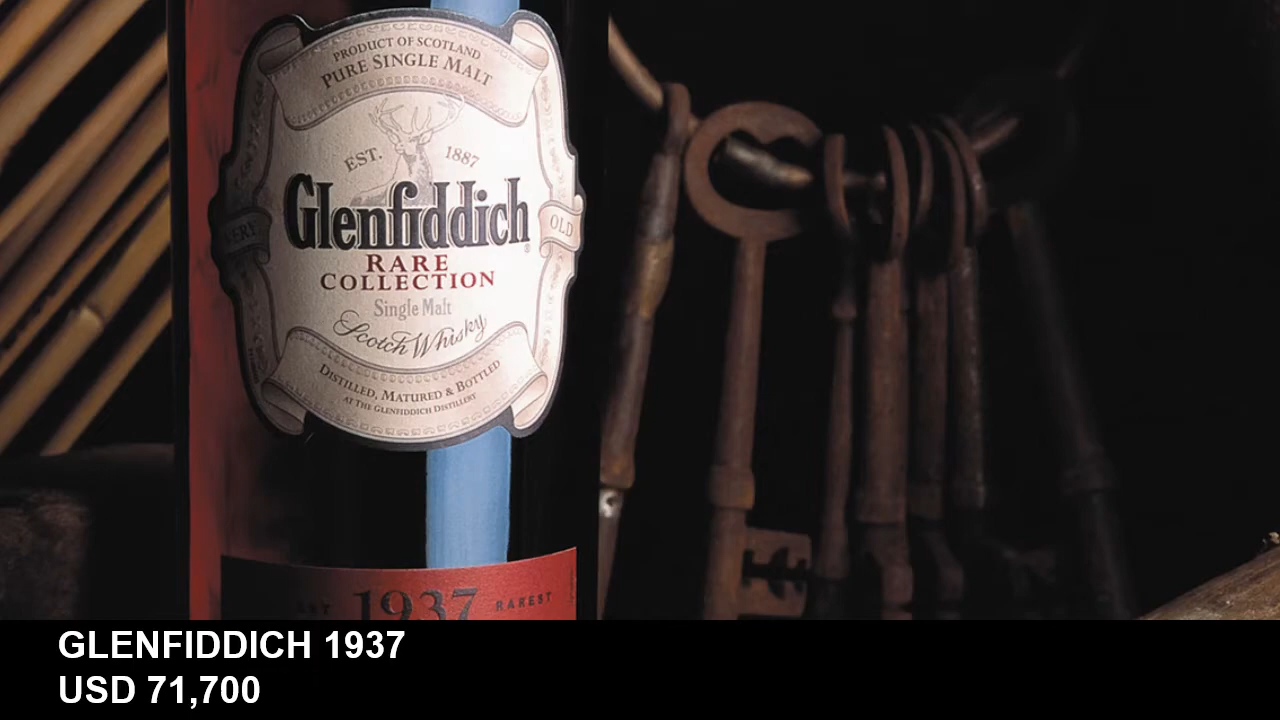 PRODUCT OF SCOTLAND
PURE SINGLE MALT
EST. 1887
Glenfiddich
VERY OLD
RARE
COLLECTION
Single Malt
Scotch Whisky
DISTILLED, MATURED & BOTTLED
AT THE GLENFIDDICH DISTILLERY
1937 RAREST
GLENFIDDICH 1937
USD 71,700